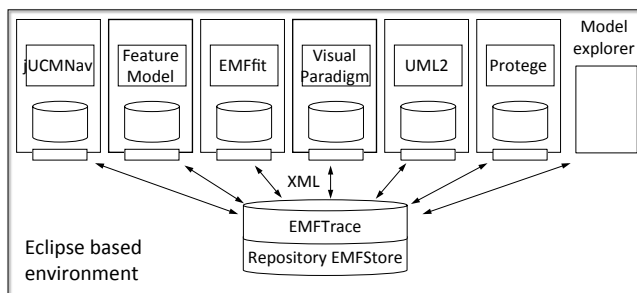 jUCMNav
Feature
Model
EMFfit
Visual
Paradigm
UML2
Protege
Model
explorer
XML
EMFTrace
Repository EMFStore
Eclipse based
environment